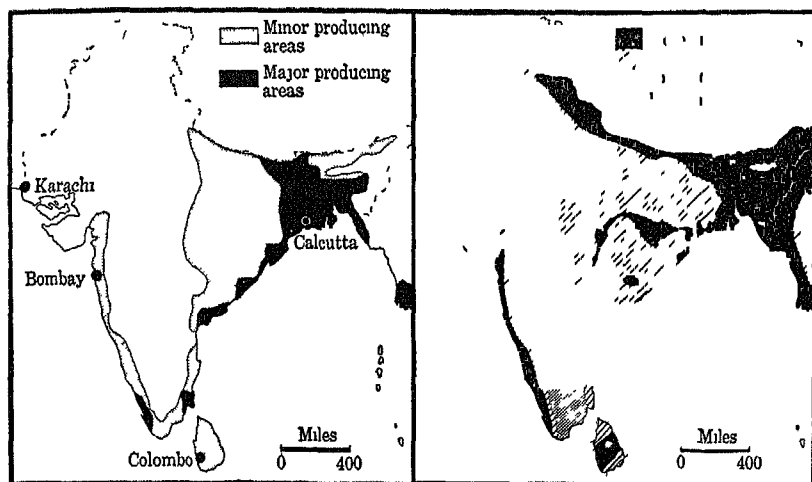 Minor producing
areas
Major producing
areas
Karachi
Calcutta
Bombay
Miles
0 400
Colombo
Miles
0 400